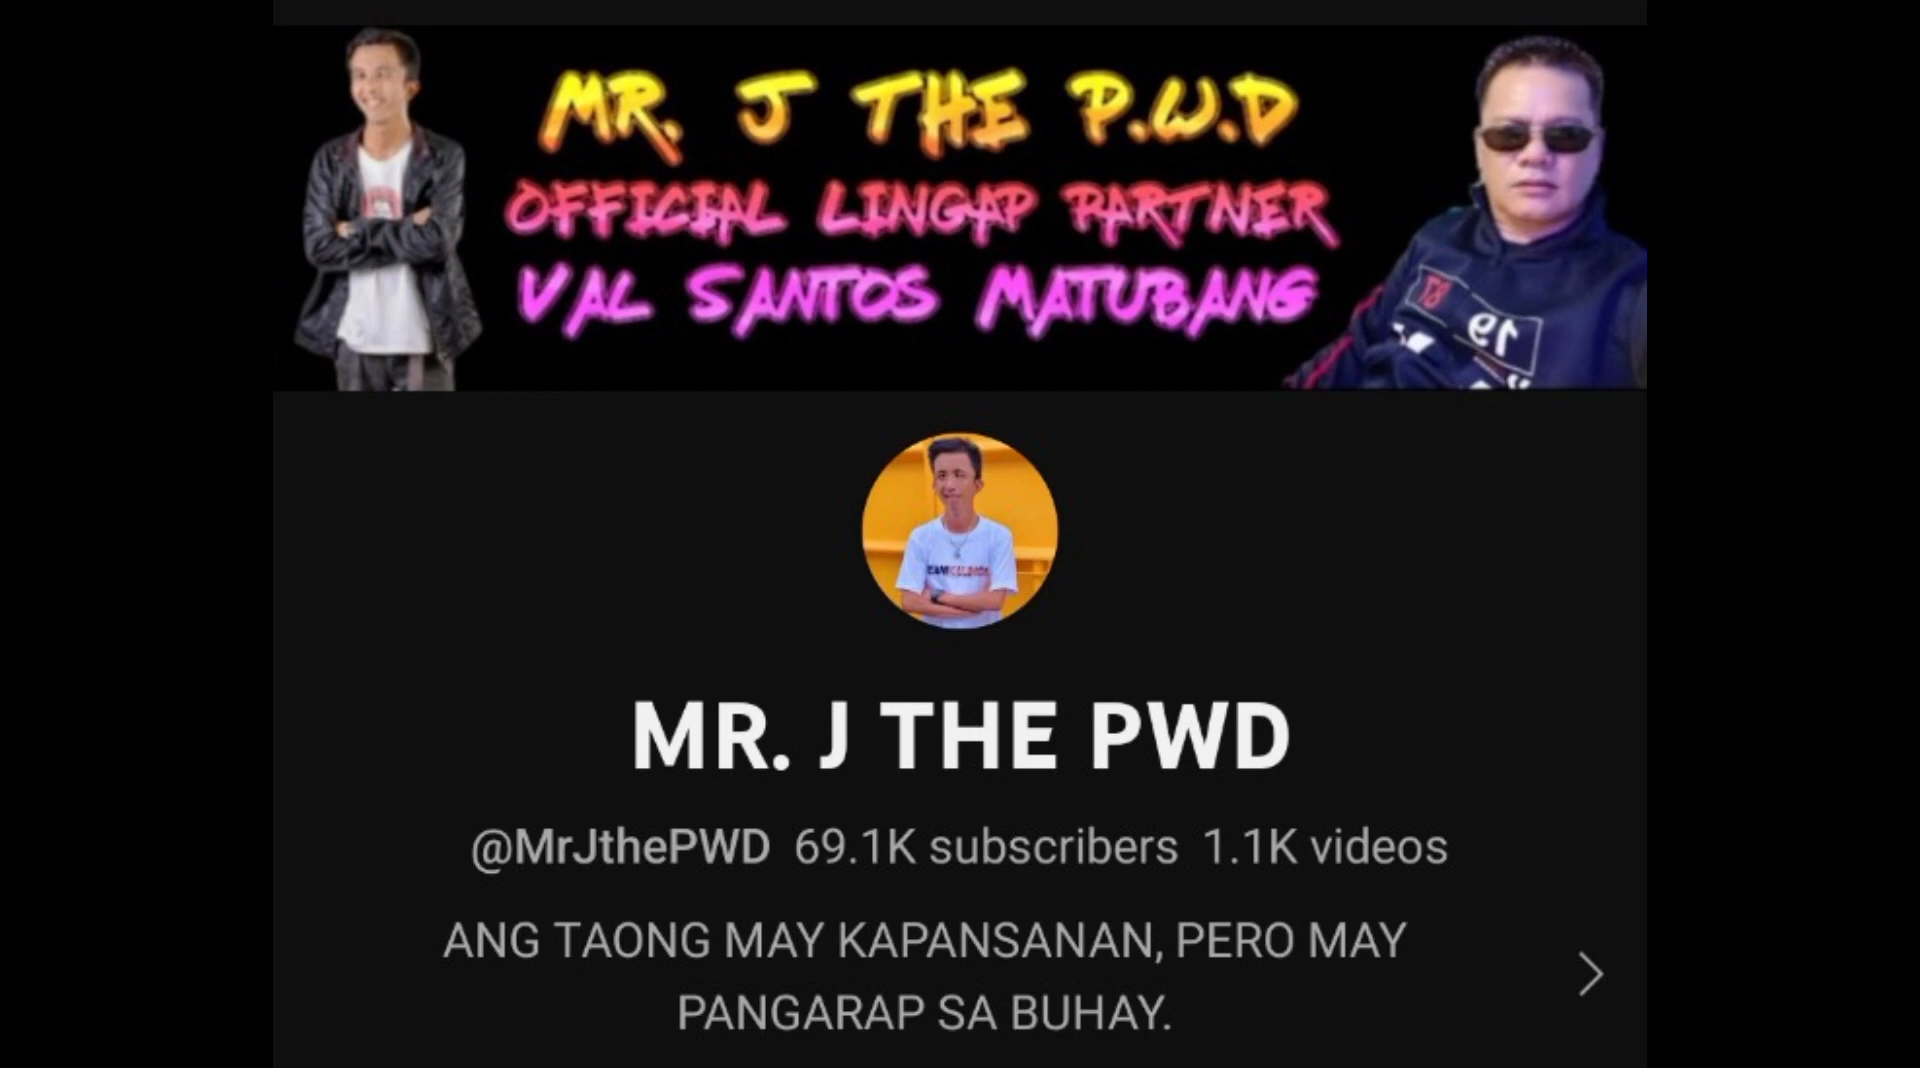 MR. J THE P.W.D
OFFICIAL LINGAP PARTNER
VAL SANTOS MATUBANG
MR. J THE PWD
@MrJthePWD 69.1K subscribers 1.1K videos
ANG TAONG MAY KAPANSANAN, PERO MAY
PANGARAP SA BUHAY.